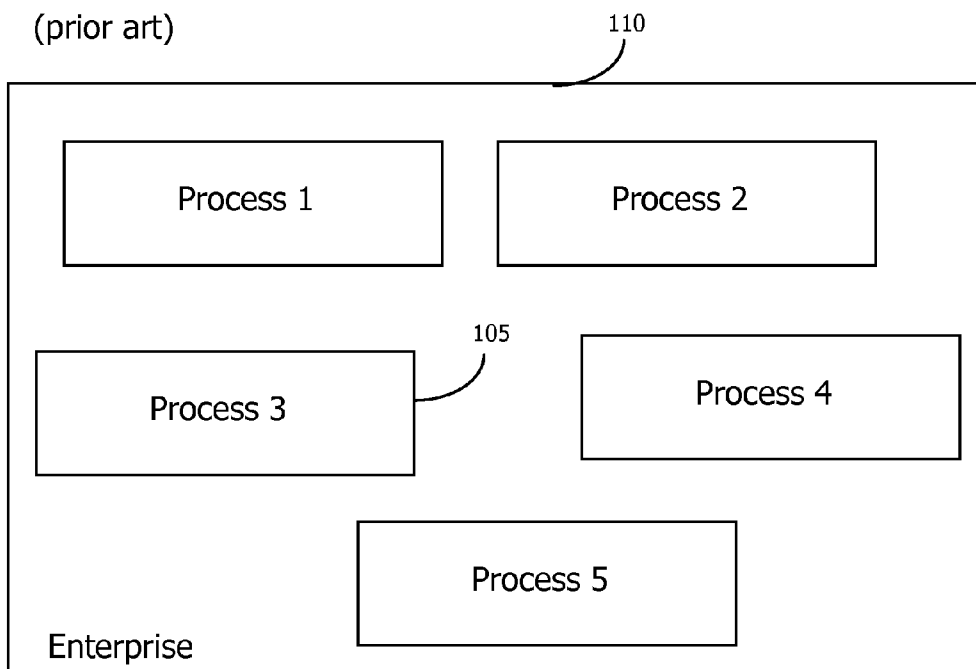 (prior art)
110
Process 1
Process 2
105
Process 3
Process 4
Process 5
Enterprise